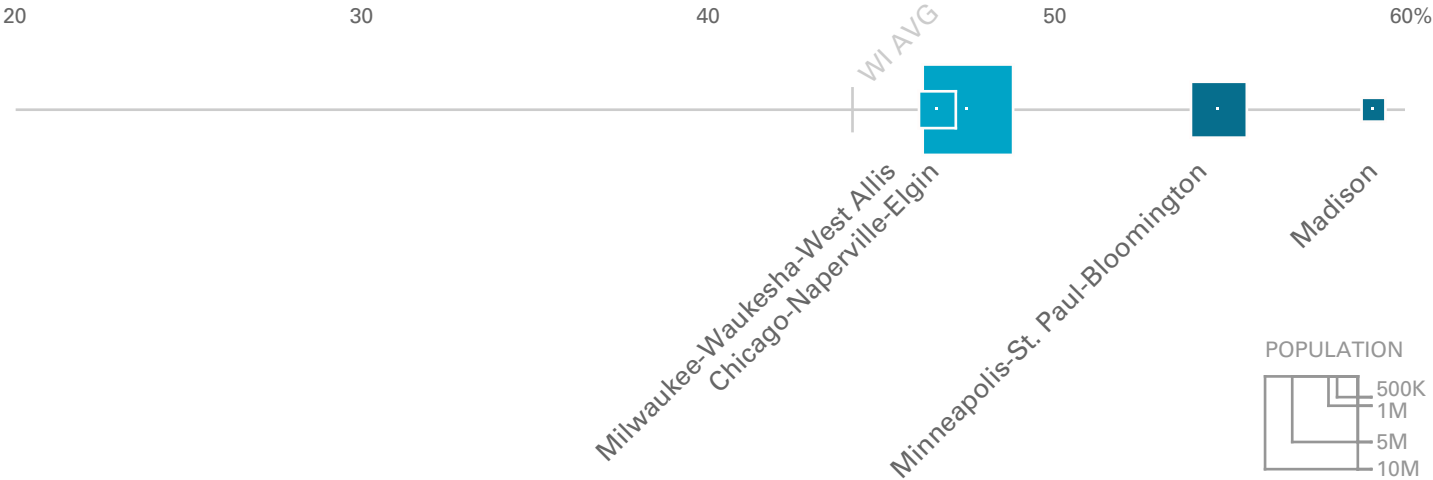 20 30 40 50 60%
WI AVG
Milwaukee-Waukesha-West Allis
Chicago-Naperville-Elgin
Minneapolis-St. Paul-Bloomington
Madison
POPULATION
500K
1M
5M
10M